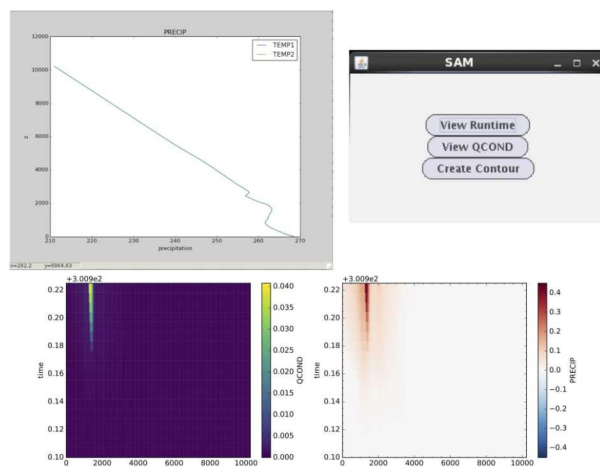 PRECIP
TEMP1
TEMP2
12000
10000
8000
6000
4000
2000
0
z
210 220 230 240 250 260 270
precipitation
x=262.2 y=6964.63
SAM
View Runtime
View QCOND
Create Contour
+3.009e2
0.22
0.20
0.18
0.16
0.14
0.12
0.10
time
0 2000 4000 6000 8000 10000
0.040
0.035
0.030
0.025
0.020
0.015
0.010
0.005
0.000
QCOND
+3.009e2
0.22
0.20
0.18
0.16
0.14
0.12
0.10
time
0 2000 4000 6000 8000 10000
0.4
0.3
0.2
0.1
0.0
−0.1
−0.2
−0.3
−0.4
PRECIP